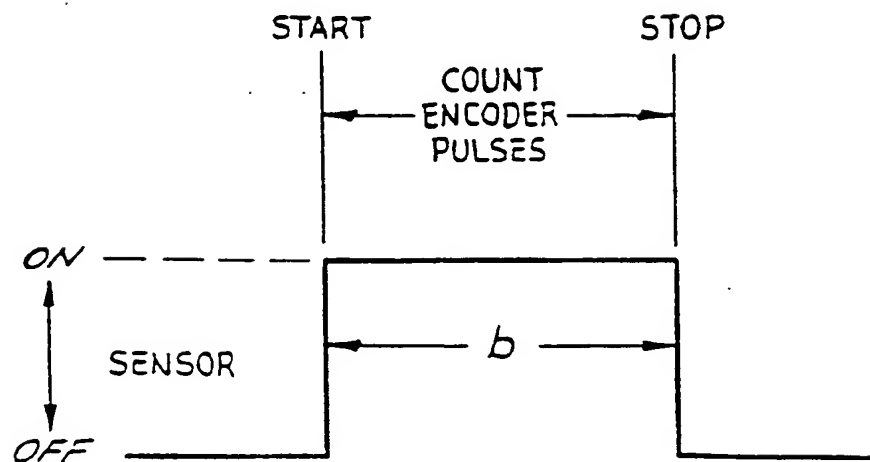 START STOP
COUNT
ENCODER
PULSES
ON
b
SENSOR
OFF